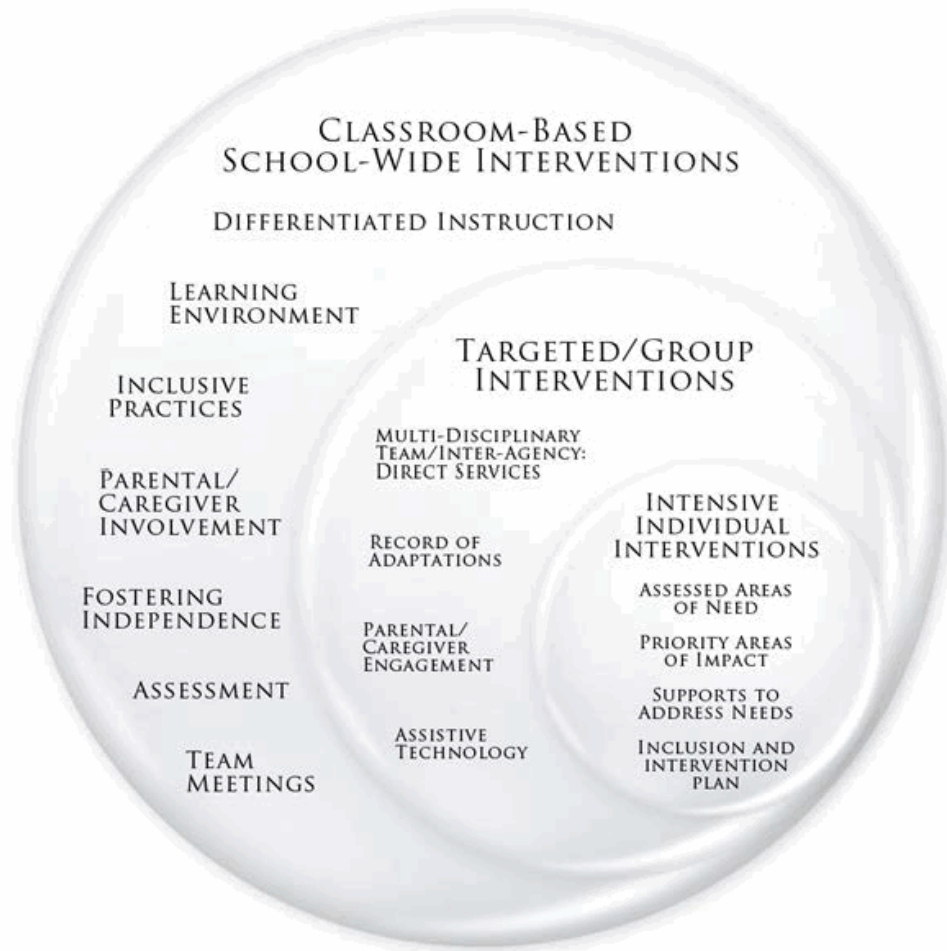 CLASSROOM-BASED
SCHOOL-WIDE INTERVENTIONS
DIFFERENTIATED INSTRUCTION
LEARNING
ENVIRONMENT
INCLUSIVE
PRACTICES
PARENTAL/
CAREGIVER
INVOLVEMENT
FOSTERING
INDEPENDENCE
ASSESSMENT
TEAM
MEETINGS
TARGETED/GROUP
INTERVENTIONS
MULTI-DISCIPLINARY
TEAM/INTER-AGENCY:
DIRECT SERVICES
RECORD OF
ADAPTATIONS
PARENTAL/
CAREGIVER
ENGAGEMENT
ASSISTIVE
TECHNOLOGY
INTENSIVE
INDIVIDUAL
INTERVENTIONS
ASSESSED AREAS
OF NEED
PRIORITY AREAS
OF IMPACT
SUPPORTS TO
ADDRESS NEEDS
INCLUSION AND
INTERVENTION
PLAN